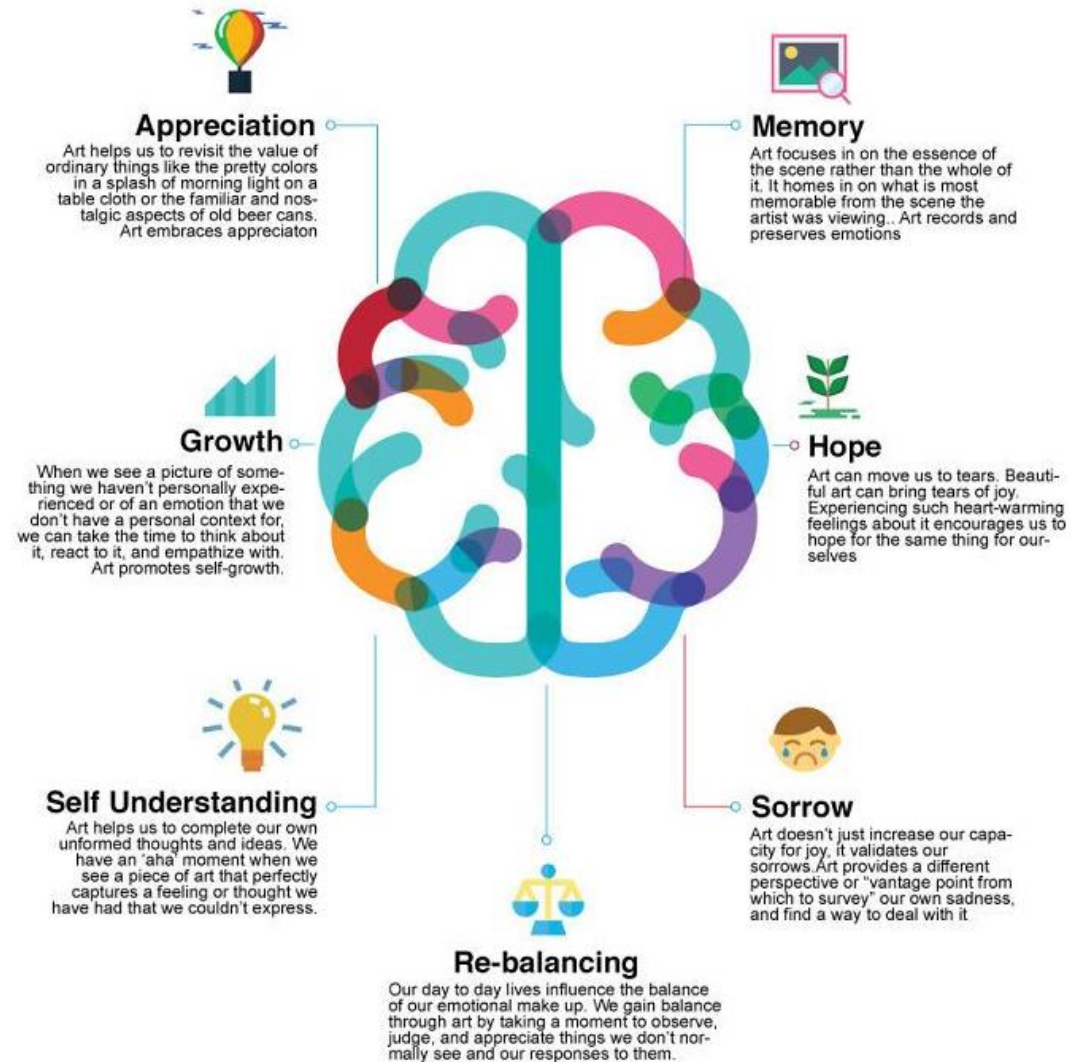 Appreciation
Art helps us to revisit the value of
ordinary things like the pretty colors
in a splash of morning light on a
table cloth or the familiar and nos-
talgic aspects of old beer cans.
Art embraces appreciaton
Memory
Art focuses in on the essence of
the scene rather than the whole of
it. It homes in on what is most
memorable from the scene the
artist was viewing.. Art records and
preserves emotions
Growth
When we see a picture of some-
thing we haven't personally expe-
rienced or of an emotion that we
don't have a personal context for,
we can take the time to think about
it, react to it, and empathize with.
Art promotes self-growth.
Hope
Art can move us to tears. Beauti-
ful art can bring tears of joy.
Experiencing such heart-warming
feelings about it encourages us to
hope for the same thing for our-
selves
Self Understanding
Art helps us to complete our own
unformed thoughts and ideas. We
have an 'aha' moment when we
see a piece of art that perfectly
captures a feeling or thought we
have had that we couldn't express.
Sorrow
Art doesn't just increase our capa-
city for joy, it validates our
sorrows.Art provides a different
perspective or "vantage point from
which to survey" our own sadness,
and find a way to deal with it
Re-balancing
Our day to day lives influence the balance
of our emotional make up. We gain balance
through art by taking a moment to observe,
judge, and appreciate things we don't nor-
mally see and our responses to them.